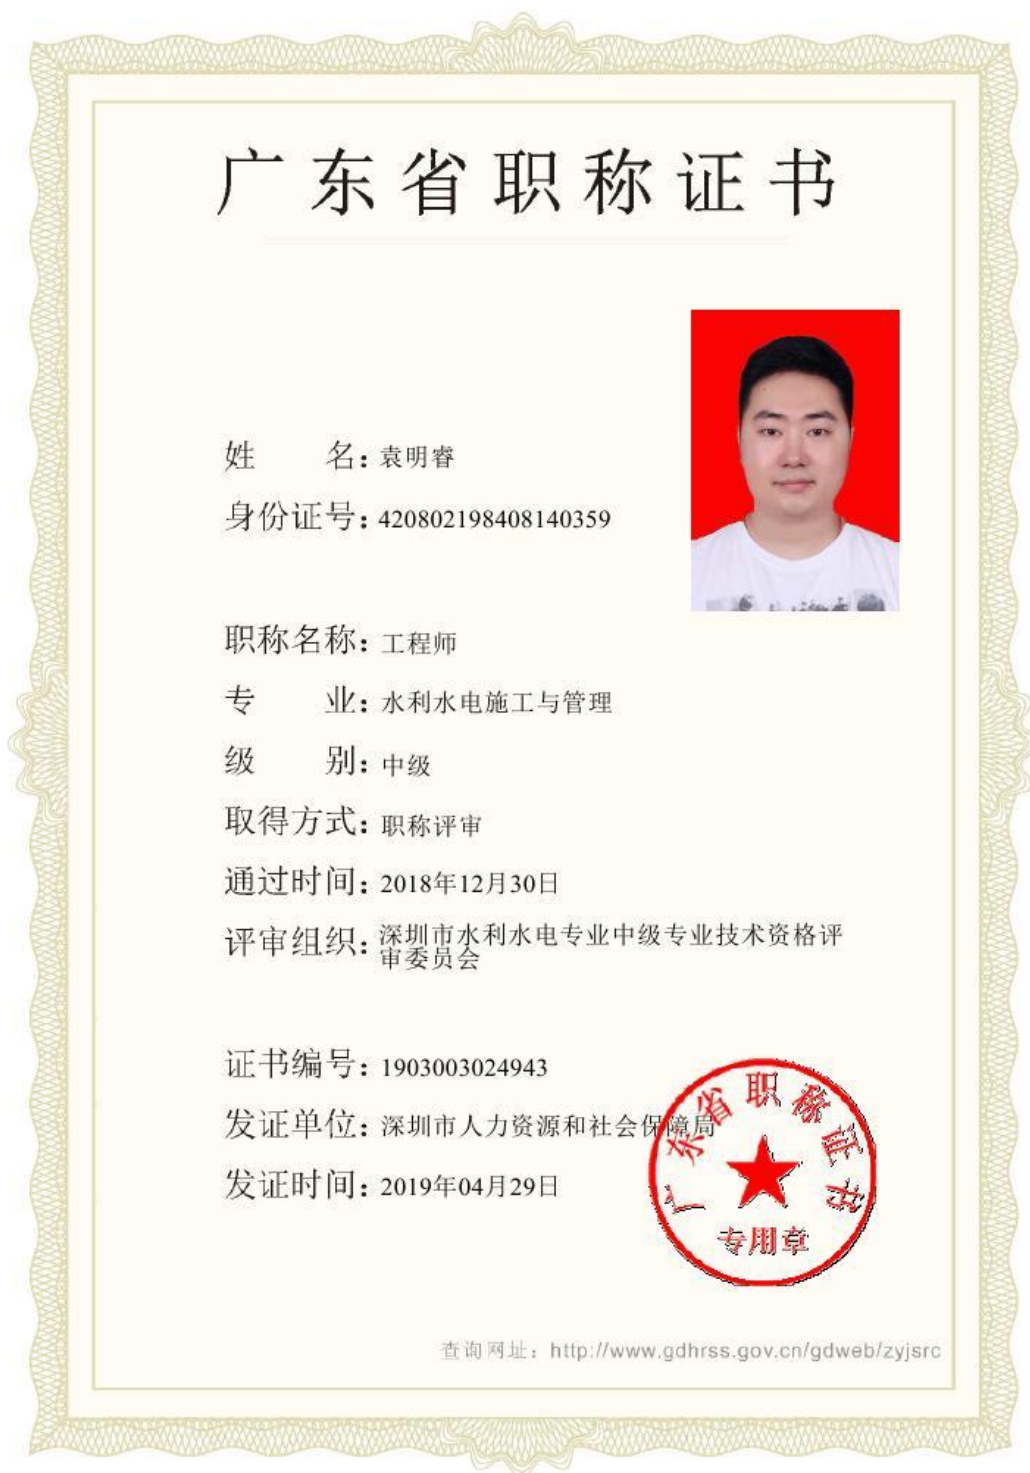 广东省职称证书
姓 名：袁明睿
身份证号：420802198408140359
职称名称：工程师
专 业：水利水电施工与管理
级 别：中级
取得方式：职称评审
通过时间：2018年12月30日
评审组织：深圳市水利水电专业中级专业技术资格评
审委员会
证书编号：1903003024943
发证单位：深圳市人力资源和社会保障局
发证时间：2019年04月29日
广东省职称证书
专用章
查询网址：http://www.gdhrss.gov.cn/gdweb/zyjsrc